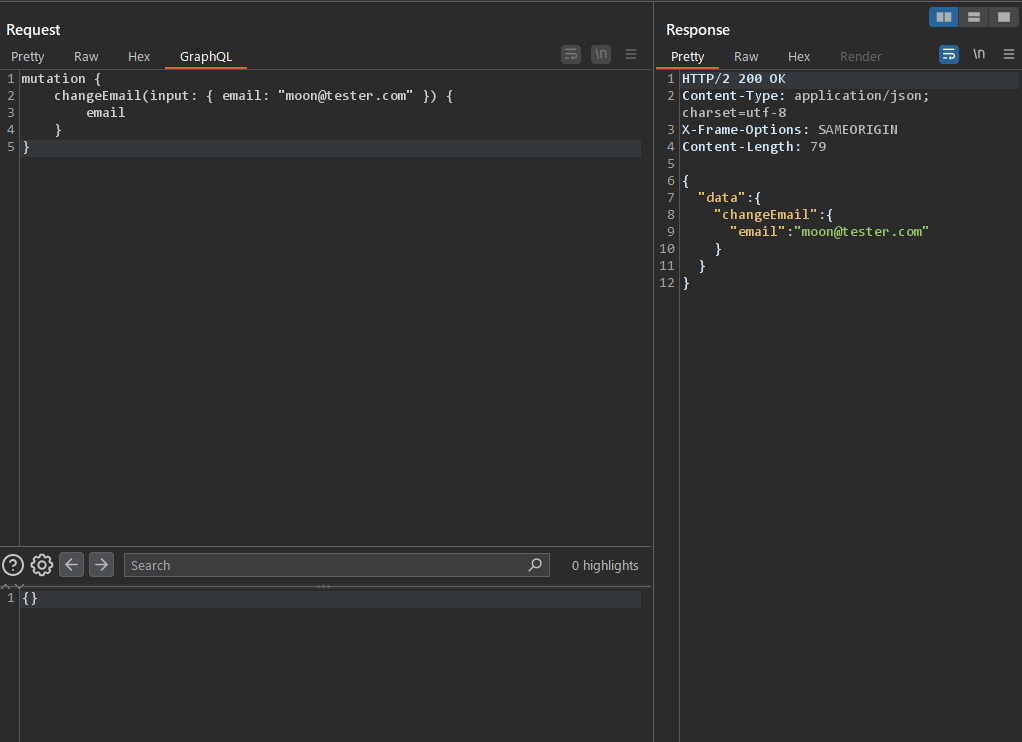 Request
Pretty Raw Hex GraphQL \n
1 mutation {
2 changeEmail(input: { email: "moon@tester.com" }) {
3 email
4 }
5 }
? Search 0 highlights
1 {}
Response
Pretty Raw Hex Render \n
1 HTTP/2 200 OK
2 Content-Type: application/json;
charset=utf-8
3 X-Frame-Options: SAMEORIGIN
4 Content-Length: 79
5
6 {
7 "data":{
8 "changeEmail":{
9 "email":"moon@tester.com"
10 }
11 }
12 }